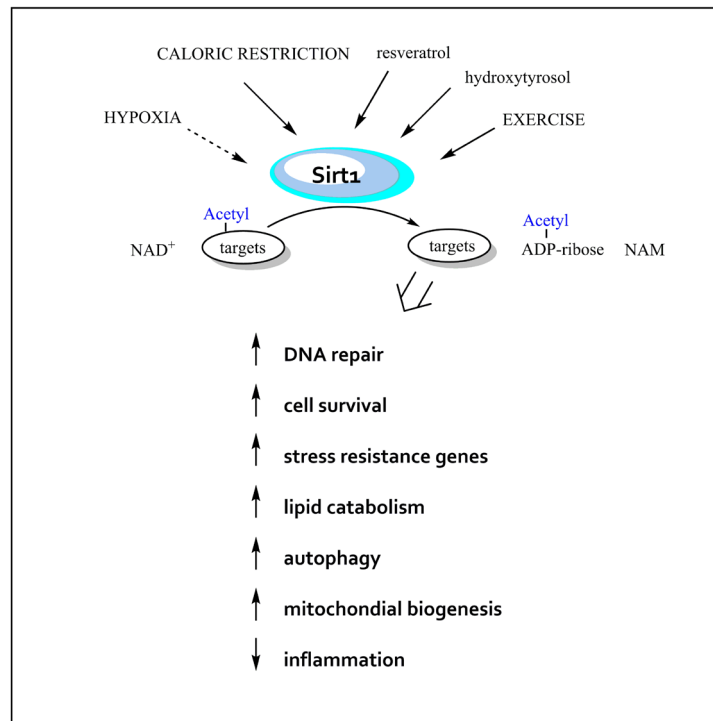 CALORIC RESTRICTION
resveratrol
hydroxytyrosol
HYPOXIA
EXERCISE
Sirt1
Acetyl
Acetyl
NAD⁺
targets
targets
ADP-ribose
NAM
DNA repair
cell survival
stress resistance genes
lipid catabolism
autophagy
mitochondial biogenesis
inflammation